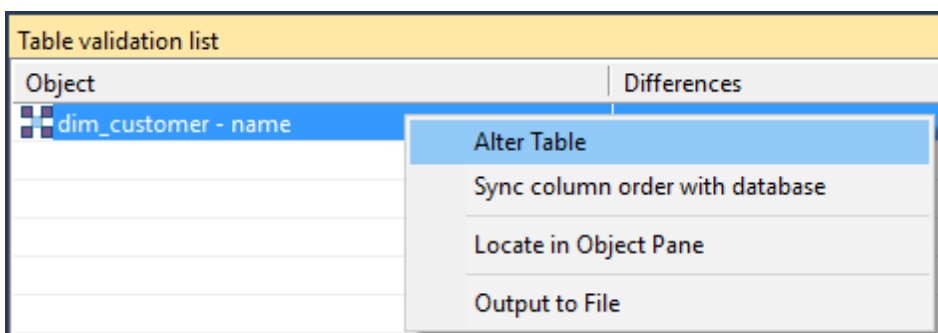 Table validation list
Object Differences
dim_customer - name
Alter Table
Sync column order with database
Locate in Object Pane
Output to File